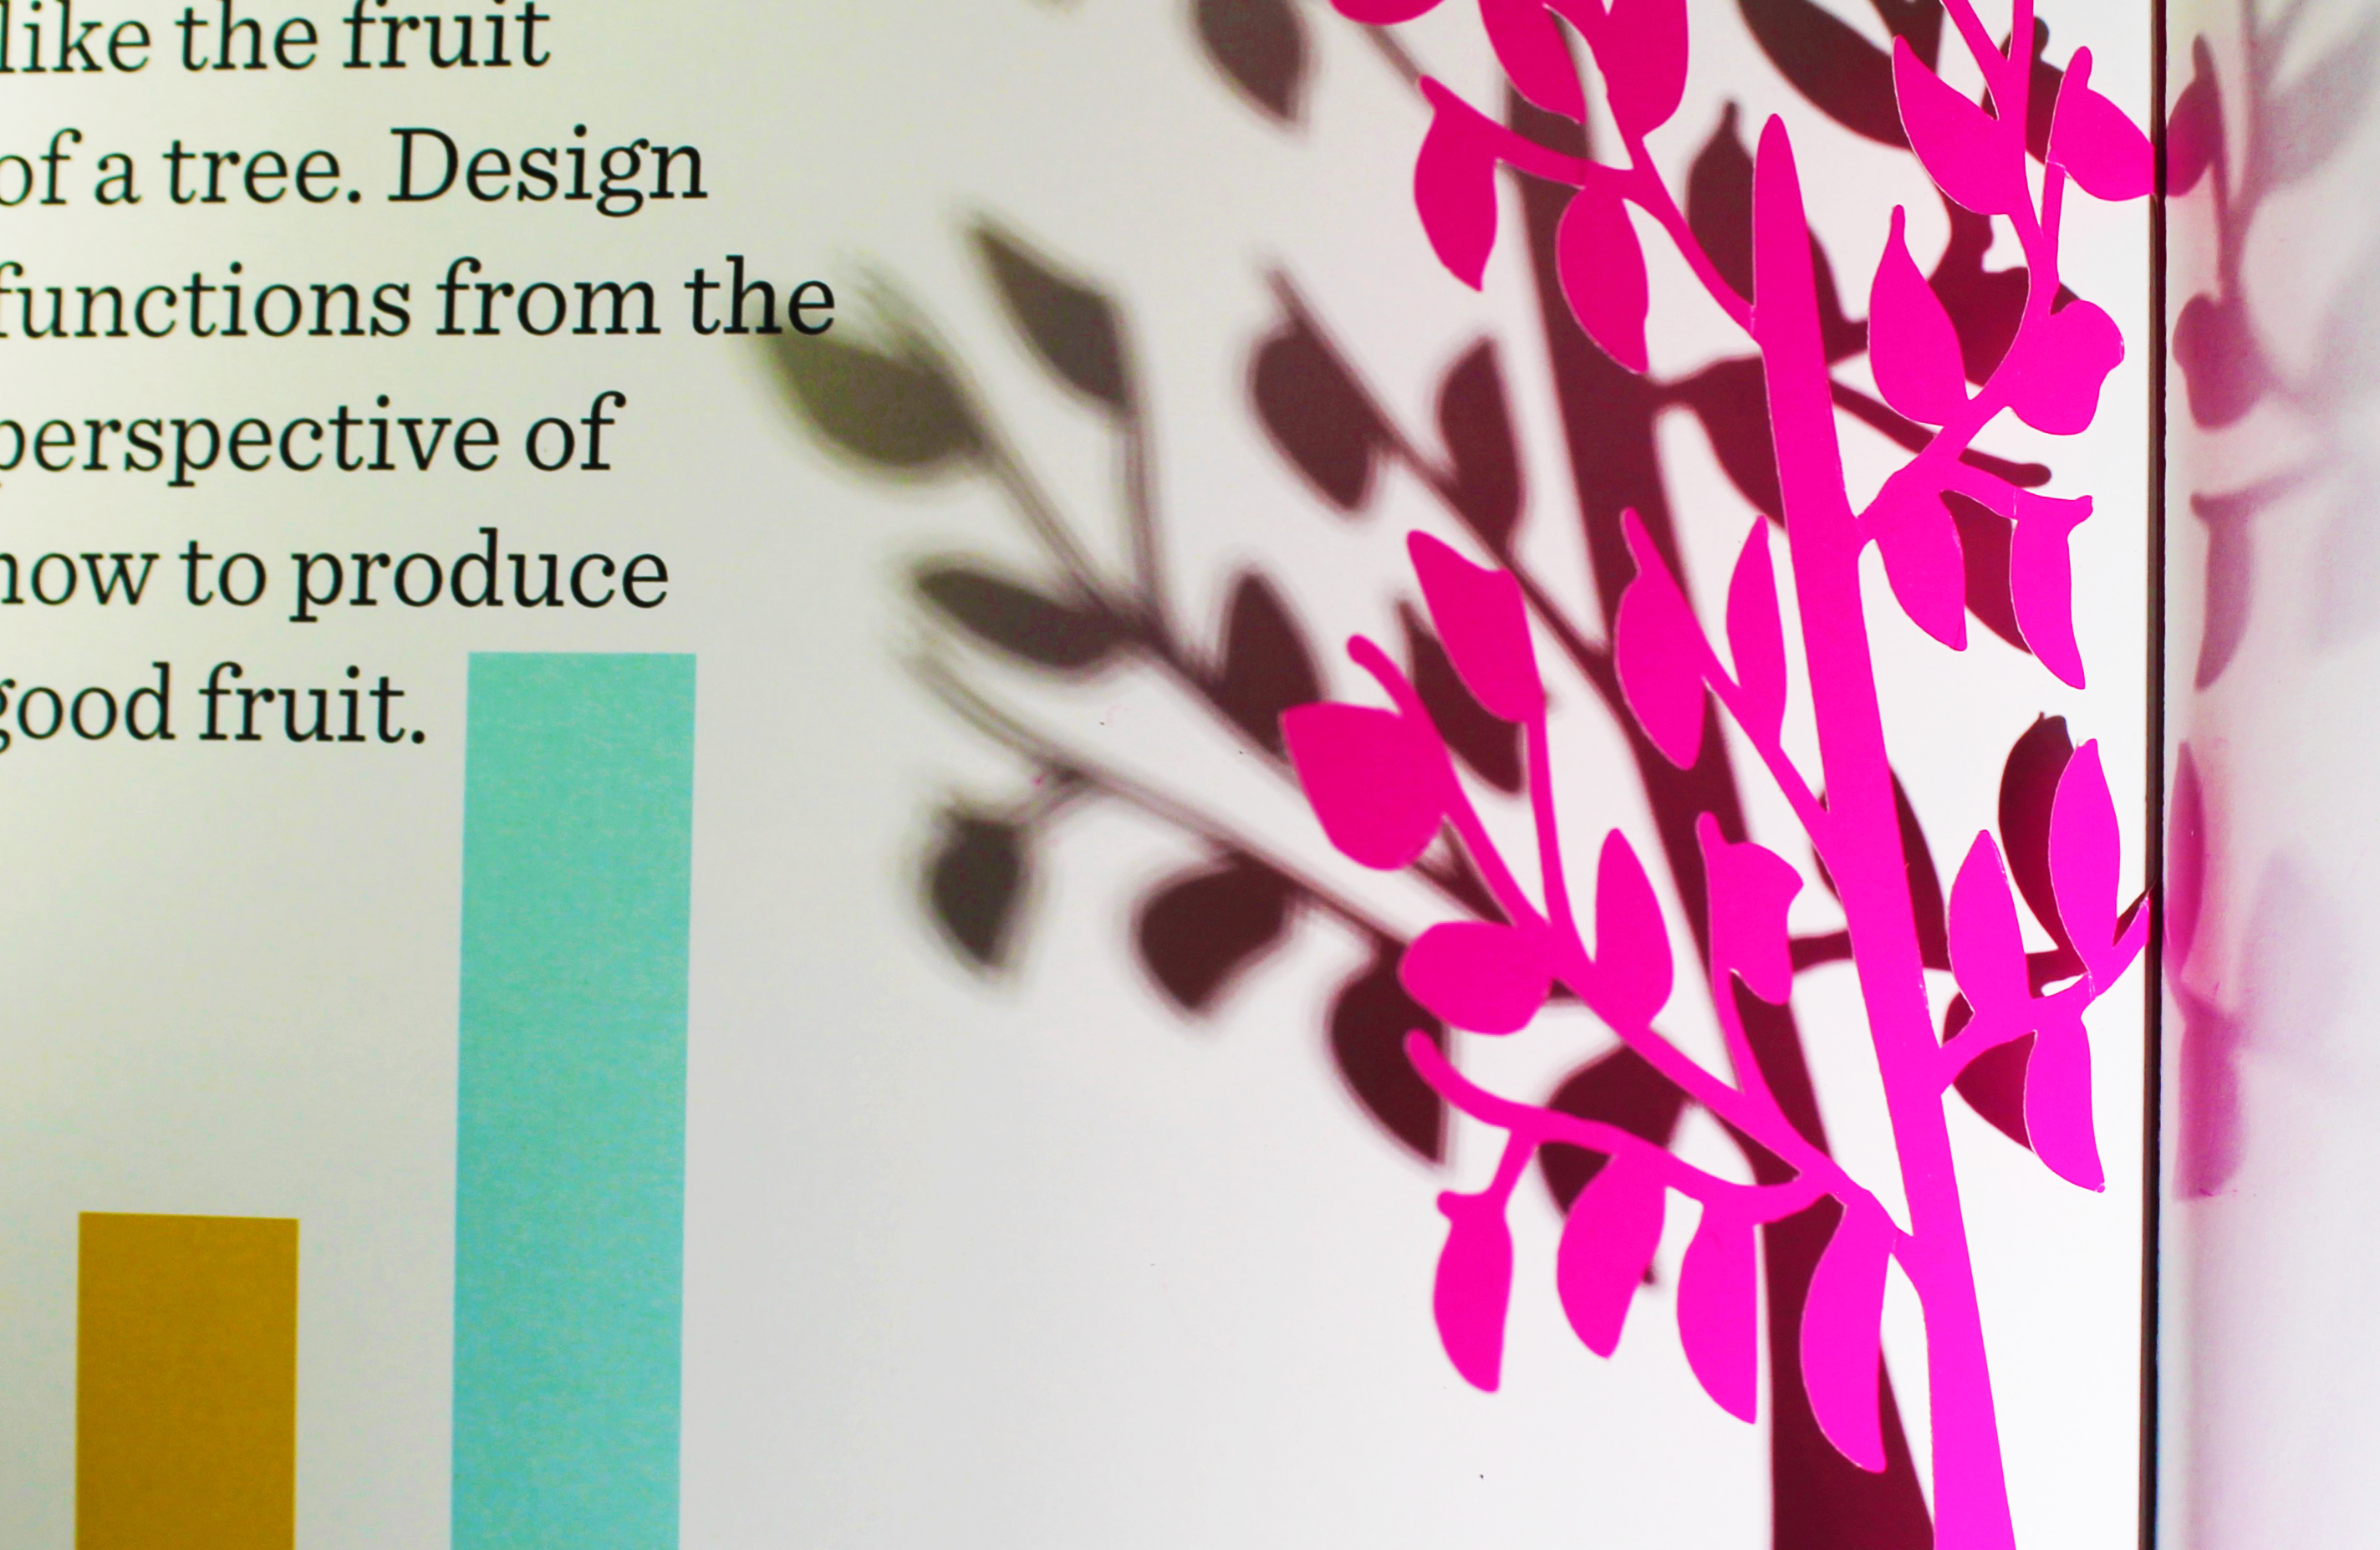 like the fruit
of a tree. Design
functions from the
perspective of
how to produce
good fruit.